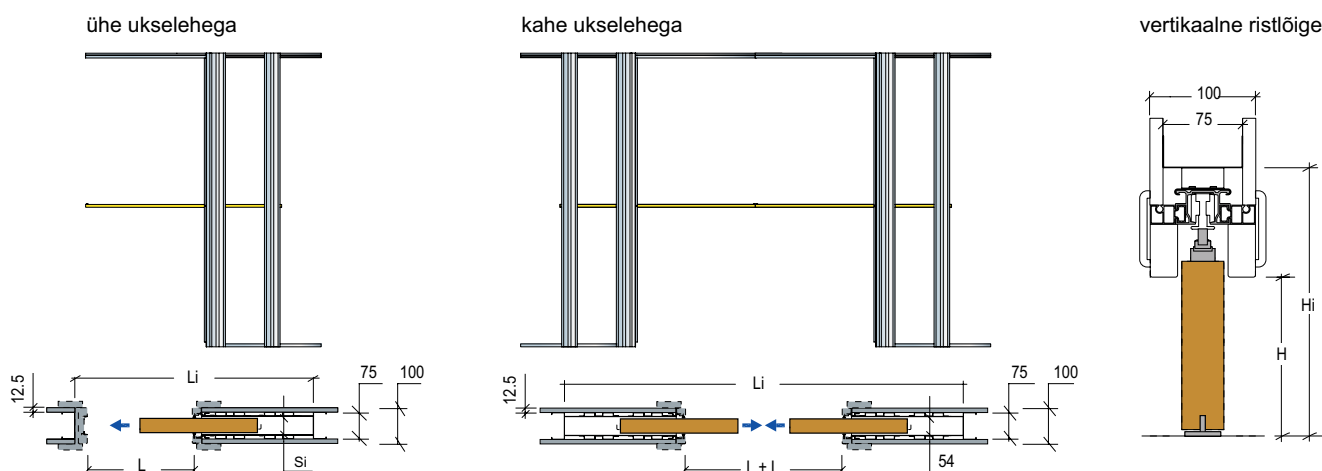 ühe ukselehega
kahe ukselehega
vertikaalne ristlõige
100
75
Hi
H
12.5
Li
75
100
L
Si
12.5
Li
75
100
L + L
54